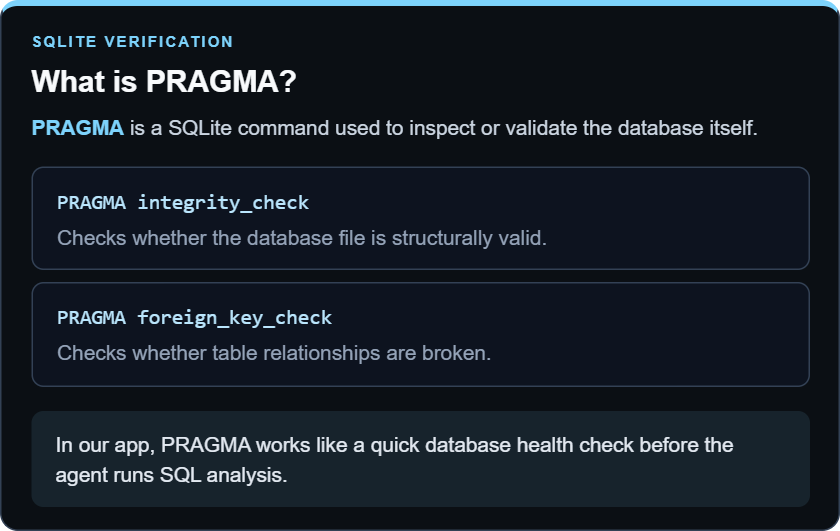 SQLITE VERIFICATION
What is PRAGMA?
PRAGMA is a SQLite command used to inspect or validate the database itself.
PRAGMA integrity_check
Checks whether the database file is structurally valid.
PRAGMA foreign_key_check
Checks whether table relationships are broken.
In our app, PRAGMA works like a quick database health check before the
agent runs SQL analysis.